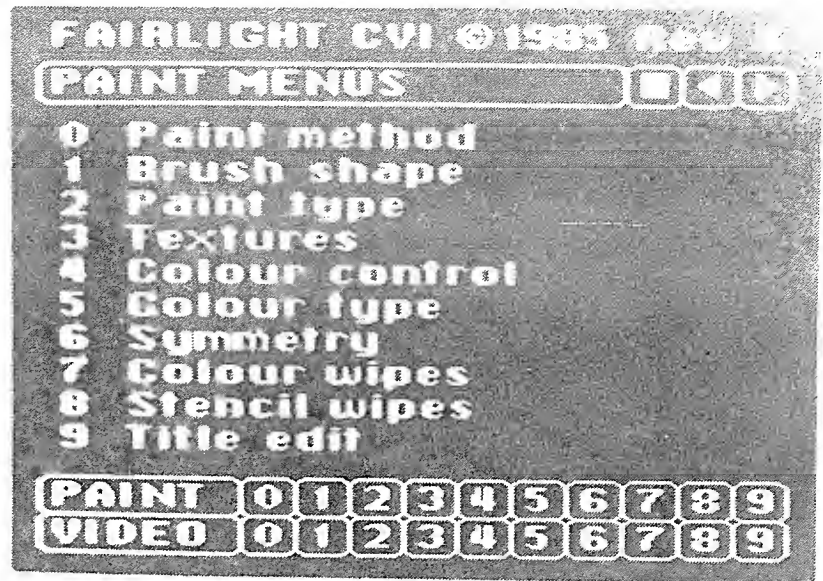 FAIRLIGHT CVI © 1985 Rev
PAINT MENUS
0 Paint method
1 Brush shape
2 Paint type
3 Textures
4 Colour control
5 Colour type
6 Symmetry
7 Colour wipes
8 Stencil wipes
9 Title edit
PAINT 0 1 2 3 4 5 6 7 8 9
VIDEO 0 1 2 3 4 5 6 7 8 9